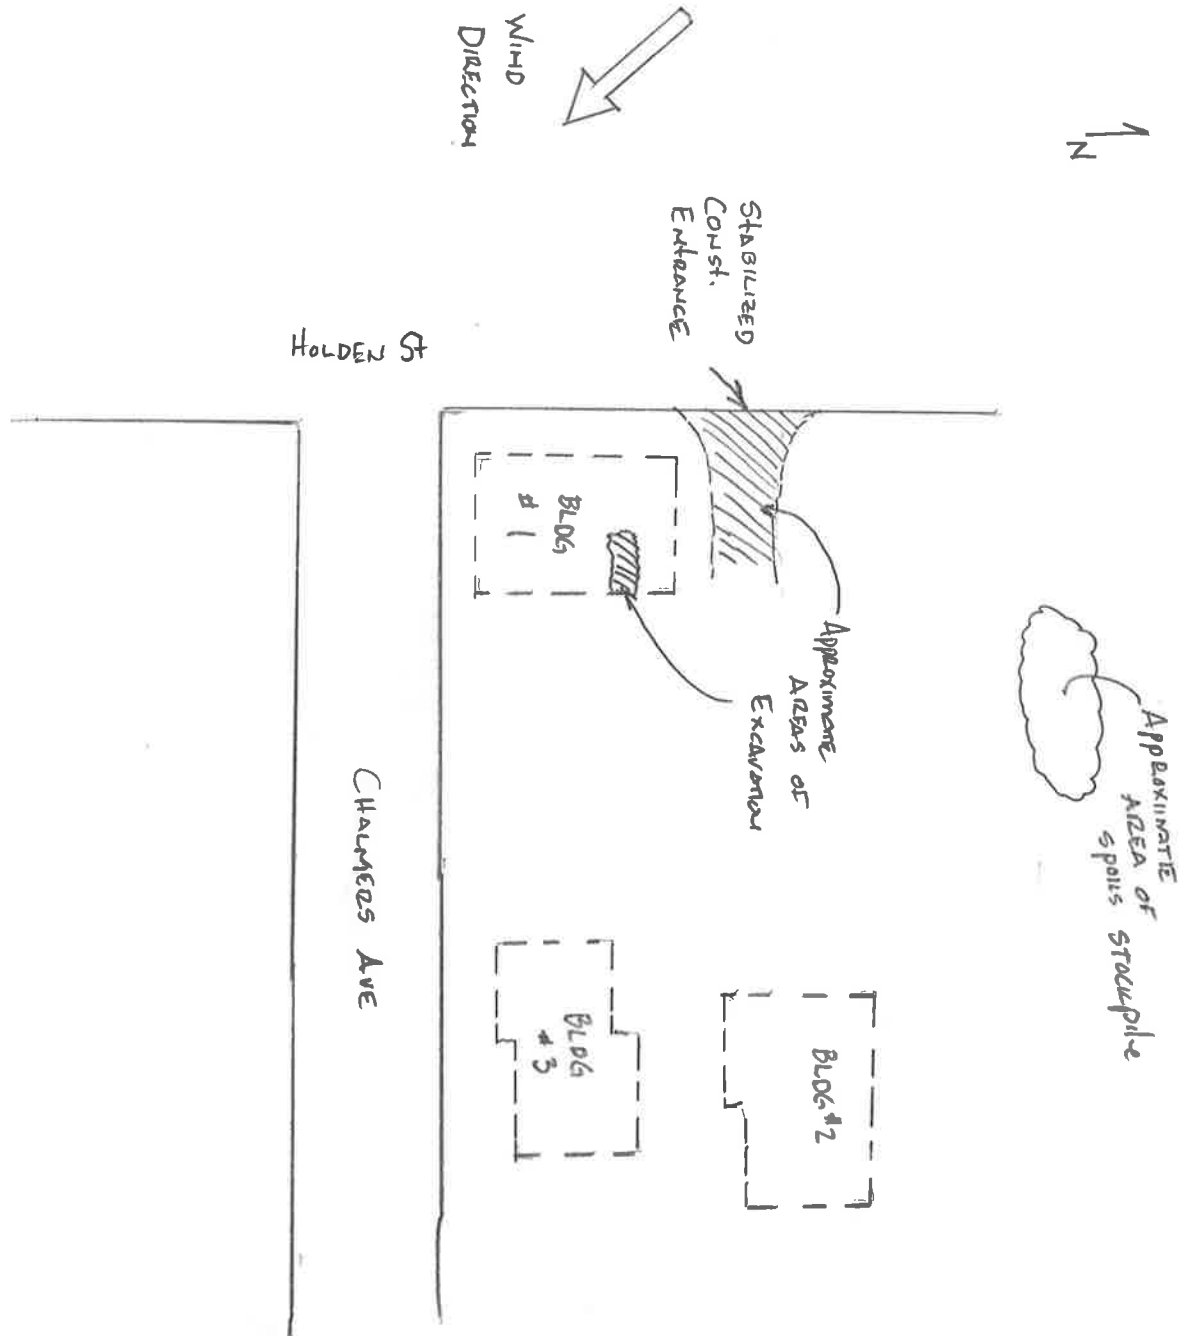 WIND
DIRECTION
N
STABILIZED
CONST.
ENTRANCE
HOLDEN St
BLDG
# 1
Approximate
AREAS OF
EXCAVATION
Approximate
AREA OF
spoils STOCKpile
CHALMERS AVE
BLDG
# 3
BLDG #2